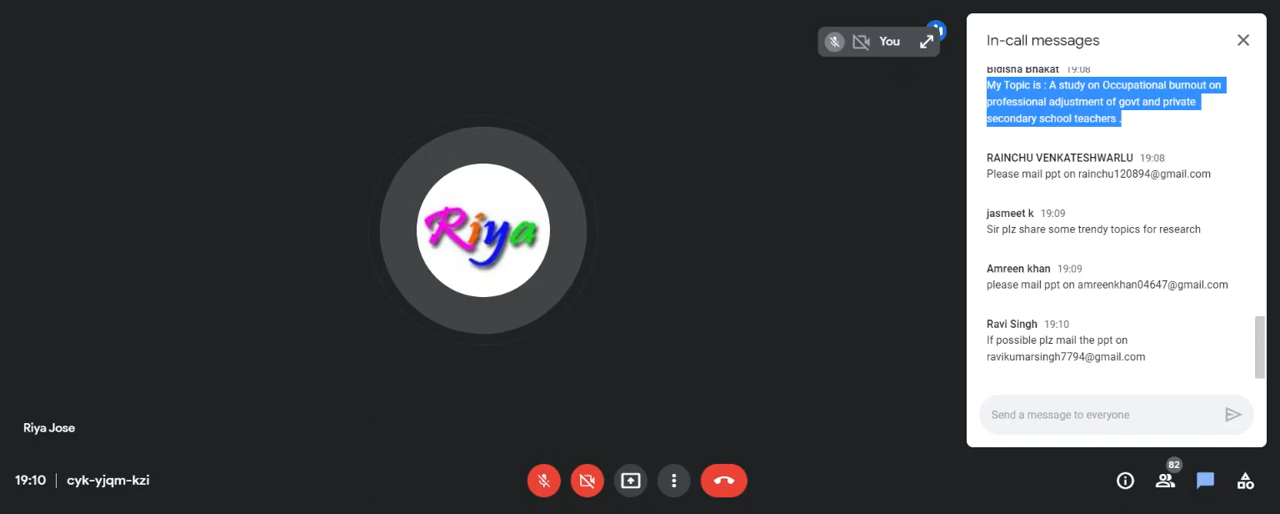 You
In-call messages
Bidisha Bhakat 19:08
My Topic is : A study on Occupational burnout on
professional adjustment of govt and private
secondary school teachers .
RAINCHU VENKATESHWARLU 19:08
Please mail ppt on rainchu120894@gmail.com
jasmeet k 19:09
Sir plz share some trendy topics for research
Amreen khan 19:09
please mail ppt on amreenkhan04647@gmail.com
Ravi Singh 19:10
If possible plz mail the ppt on
ravikumarsingh7794@gmail.com
Send a message to everyone
Riya
Riya Jose
19:10 | cyk-yjqm-kzi
82